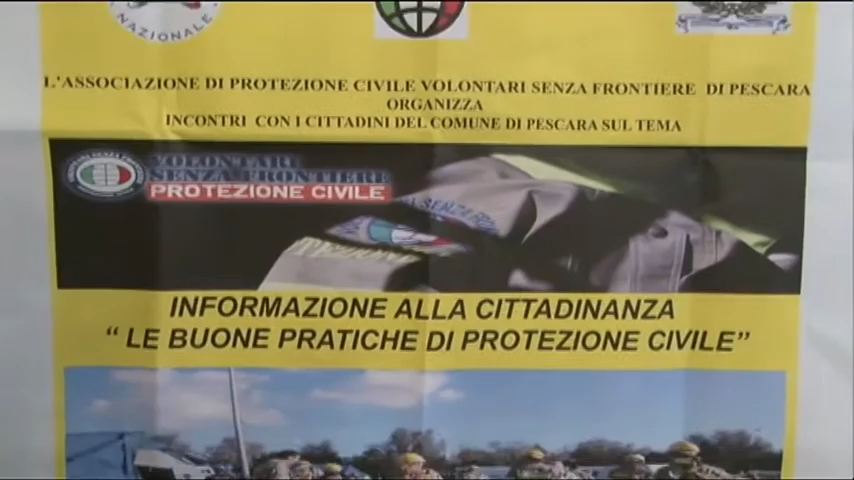 NAZIONALE
L'ASSOCIAZIONE DI PROTEZIONE CIVILE VOLONTARI SENZA FRONTIERE DI PESCARA
ORGANIZZA
INCONTRI CON I CITTADINI DEL COMUNE DI PESCARA SUL TEMA
VOLONTARI
SENZA FRONTIERE
PROTEZIONE CIVILE
INFORMAZIONE ALLA CITTADINANZA
“ LE BUONE PRATICHE DI PROTEZIONE CIVILE”